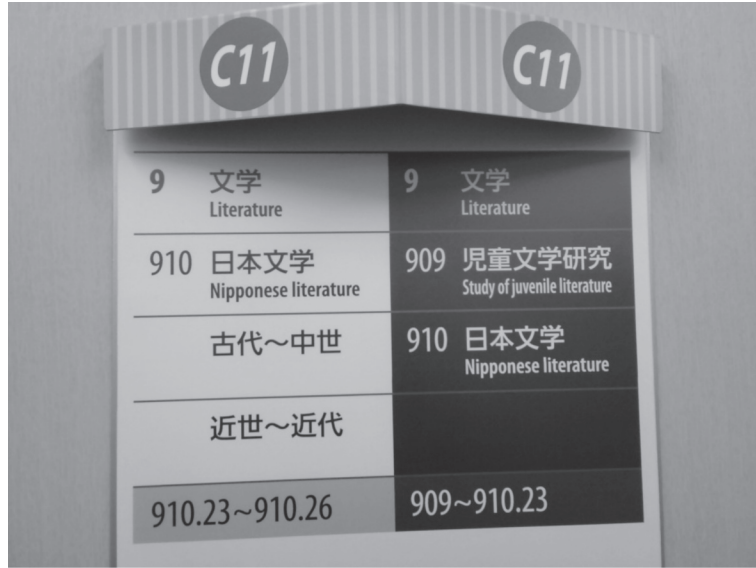 C11
9 文学
Literature
910 日本文学
Nipponese literature
古代～中世
近世～近代
910.23~910.26
C11
9 文学
Literature
909 児童文学研究
Study of juvenile literature
910 日本文学
Nipponese literature
909~910.23